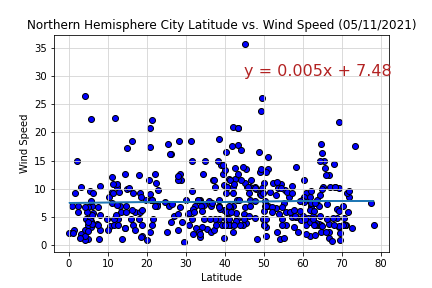 Northern Hemisphere City Latitude vs. Wind Speed (05/11/2021)
35
y = 0.005x + 7.48
30
25
20
15
10
5
0
Wind Speed
0 10 20 30 40 50 60 70 80
Latitude